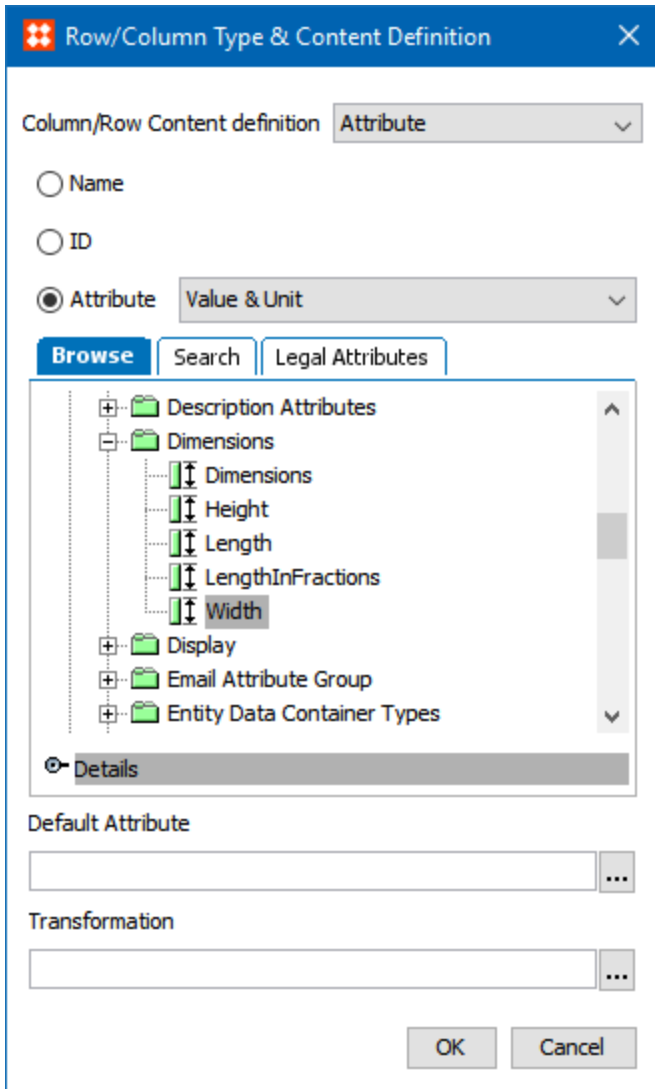 Row/Column Type & Content Definition
Column/Row Content definition Attribute
Name
ID
Attribute Value & Unit
Browse Search Legal Attributes
Description Attributes
Dimensions
Dimensions
Height
Length
LengthInFractions
Width
Display
Email Attribute Group
Entity Data Container Types
Details
Default Attribute
...
Transformation
...
OK Cancel